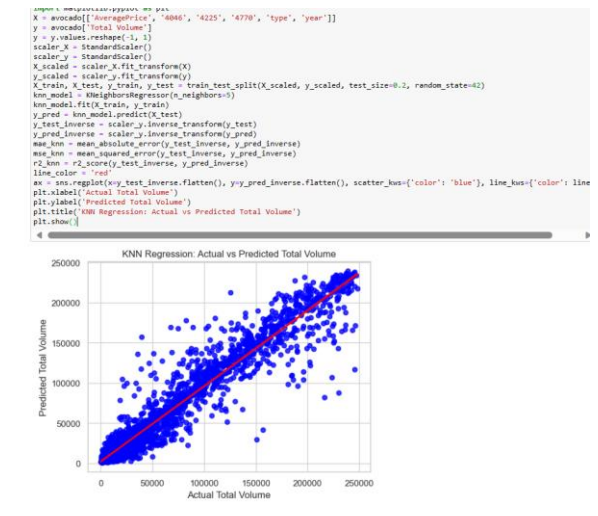 import matplotlib.pyplot as plt
X = avocado[['AveragePrice', '4046', '4225', '4770', 'type', 'year']]
y = avocado['Total Volume']
y = y.values.reshape(-1, 1)
scaler_X = StandardScaler()
scaler_y = StandardScaler()
X_scaled = scaler_X.fit_transform(X)
y_scaled = scaler_y.fit_transform(y)
X_train, X_test, y_train, y_test = train_test_split(X_scaled, y_scaled, test_size=0.2, random_state=42)
knn_model = KNeighborsRegressor(n_neighbors=5)
knn_model.fit(X_train, y_train)
y_pred = knn_model.predict(X_test)
y_test_inverse = scaler_y.inverse_transform(y_test)
y_pred_inverse = scaler_y.inverse_transform(y_pred)
mae_knn = mean_absolute_error(y_test_inverse, y_pred_inverse)
mse_knn = mean_squared_error(y_test_inverse, y_pred_inverse)
r2_knn = r2_score(y_test_inverse, y_pred_inverse)
line_color = 'red'
ax = sns.regplot(x=y_test_inverse.flatten(), y=y_pred_inverse.flatten(), scatter_kws={'color': 'blue'}, line_kws={'color': line
plt.xlabel('Actual Total Volume')
plt.ylabel('Predicted Total Volume')
plt.title('KNN Regression: Actual vs Predicted Total Volume')
plt.show()
KNN Regression: Actual vs Predicted Total Volume
250000
200000
150000
100000
50000
0
Predicted Total Volume
0 50000 100000 150000 200000 250000
Actual Total Volume